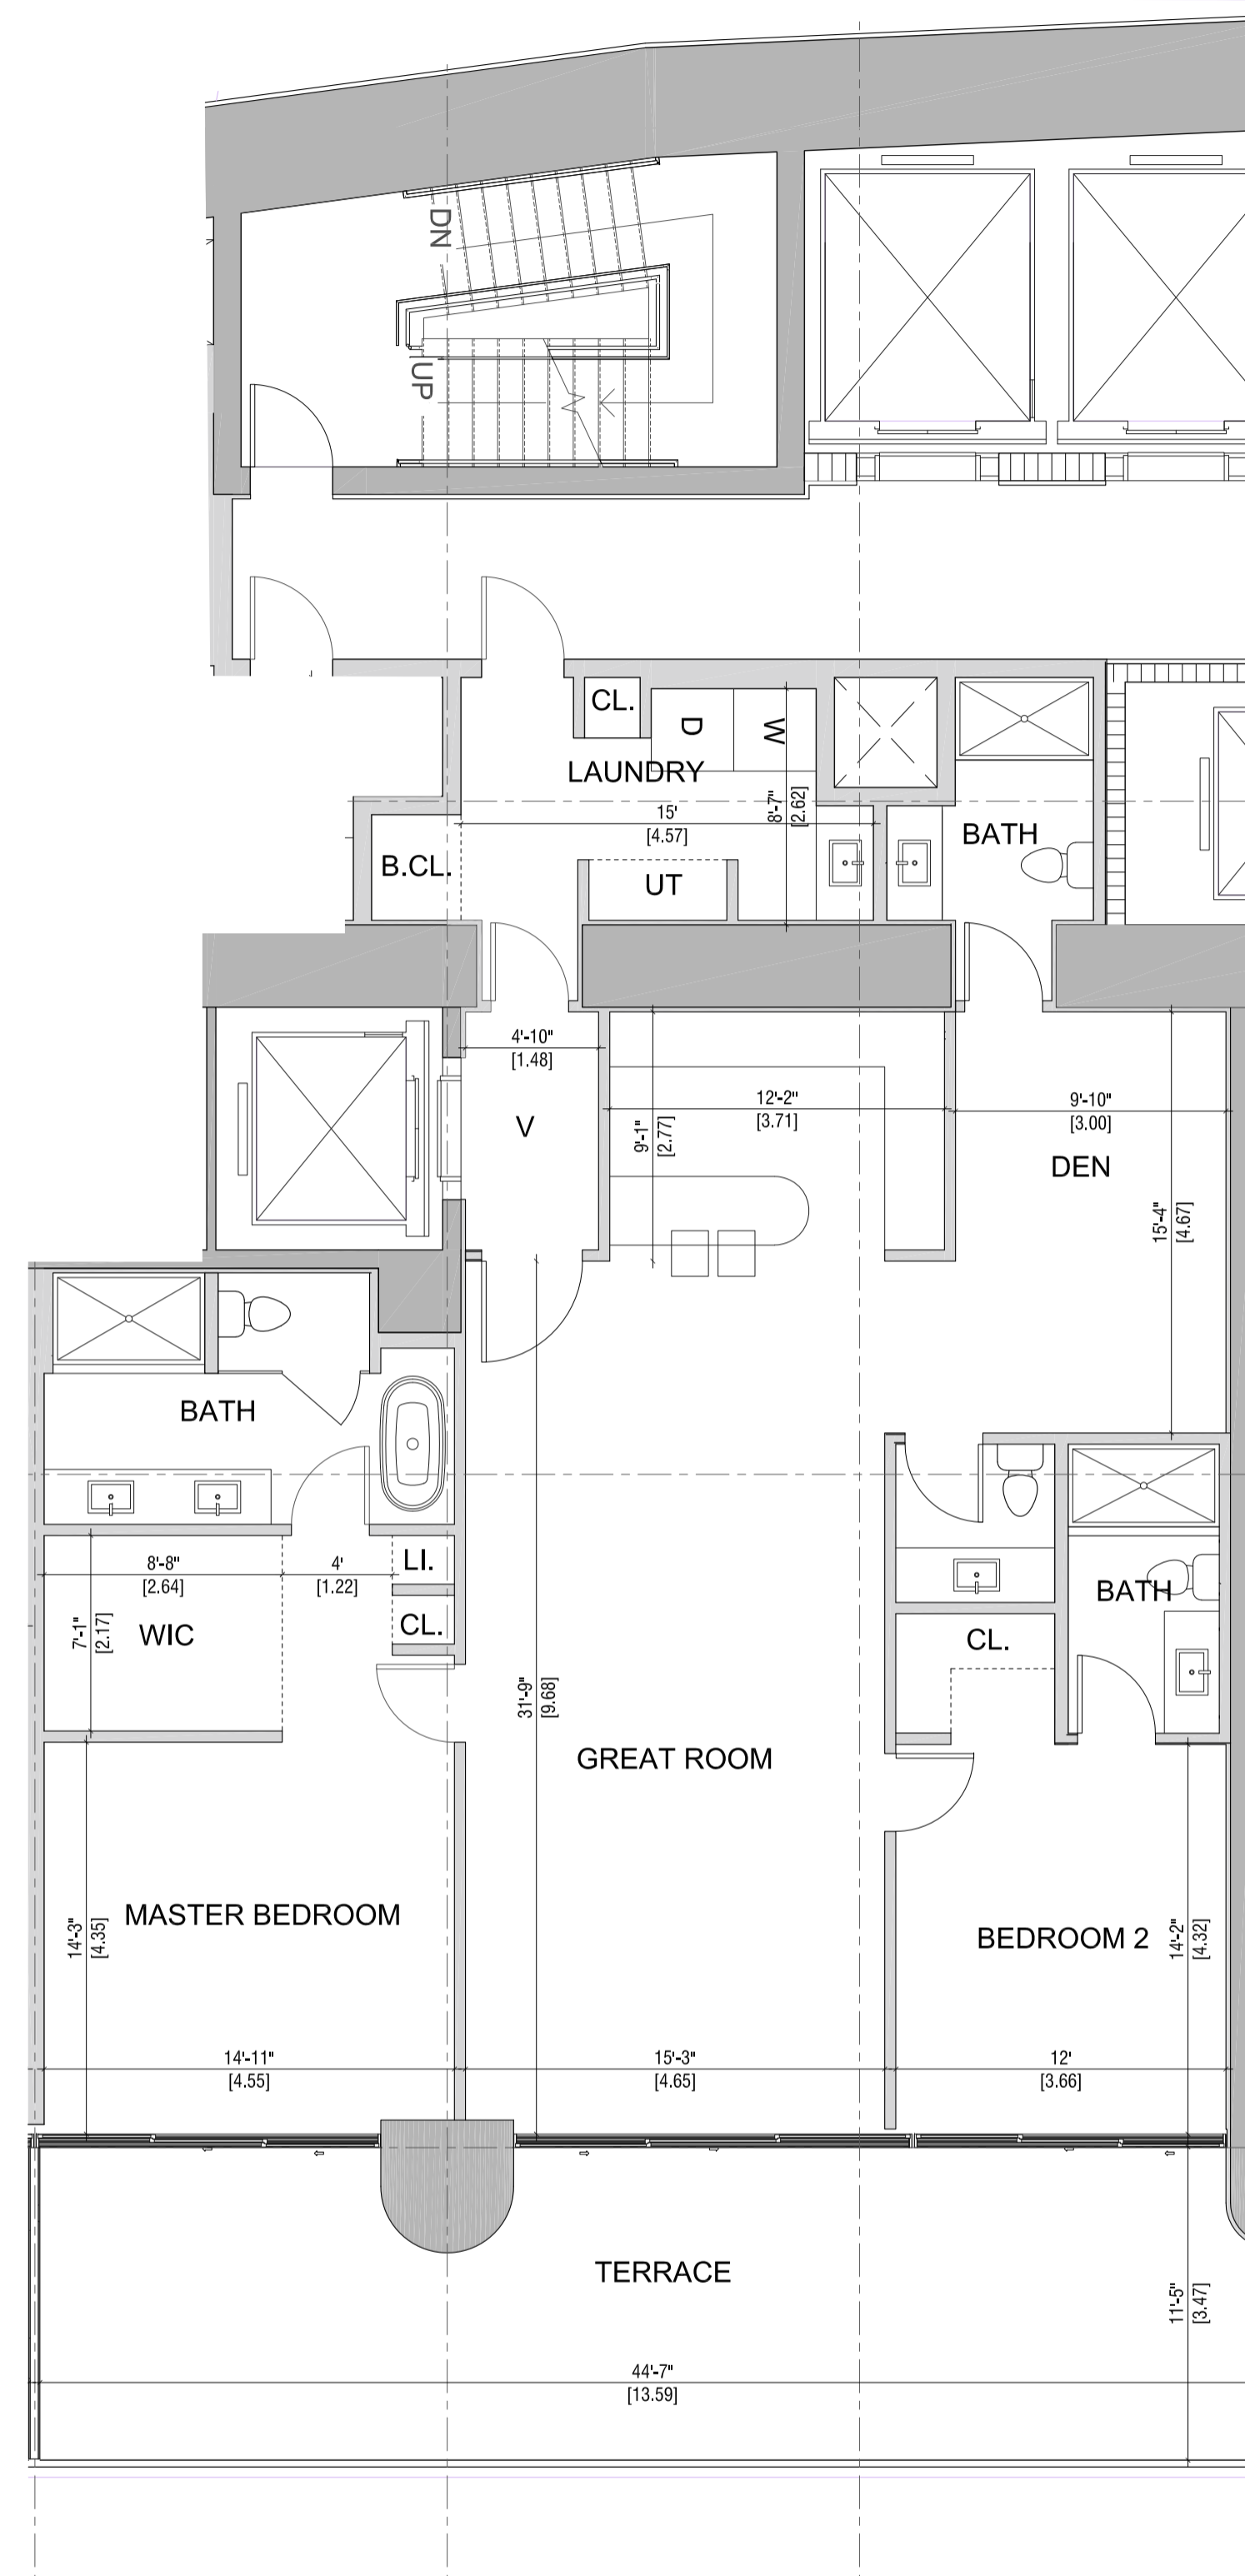 DN
UP
CL.
D
W
LAUNDRY
15'
[4.57]
8'-7"
[2.62]
BATH
B.CL.
UT
4'-10"
[1.48]
12'-2"
[3.71]
9'-10"
[3.00]
V
9'-1"
[2.77]
DEN
15'-4"
[4.67]
BATH
8'-8"
[2.64]
4'
[1.22]
LI.
BATH
7'-1"
[2.17]
WIC
CL.
CL.
31'-9"
[9.68]
GREAT ROOM
MASTER BEDROOM
14'-3"
[4.35]
BEDROOM 2
14'-2"
[4.32]
14'-11"
[4.55]
15'-3"
[4.65]
12'
[3.66]
TERRACE
11'-5"
[3.47]
44'-7"
[13.59]